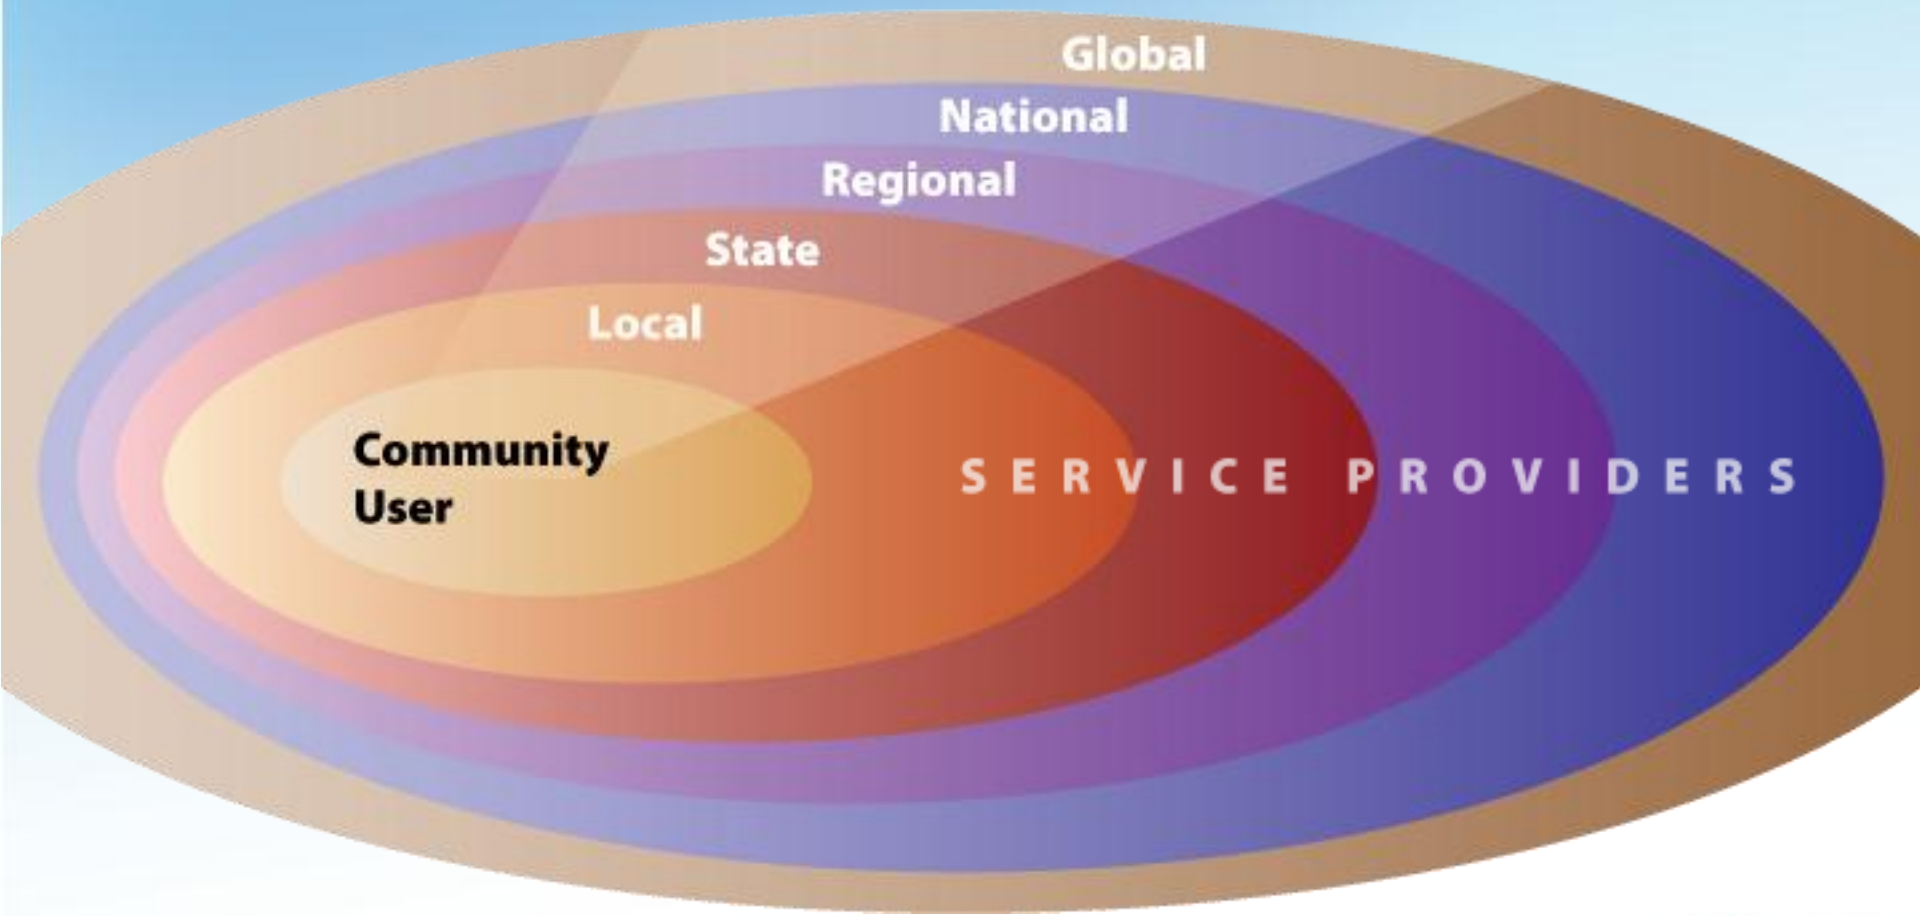 Global
National
Regional
State
Local
Community
User
SERVICE PROVIDERS